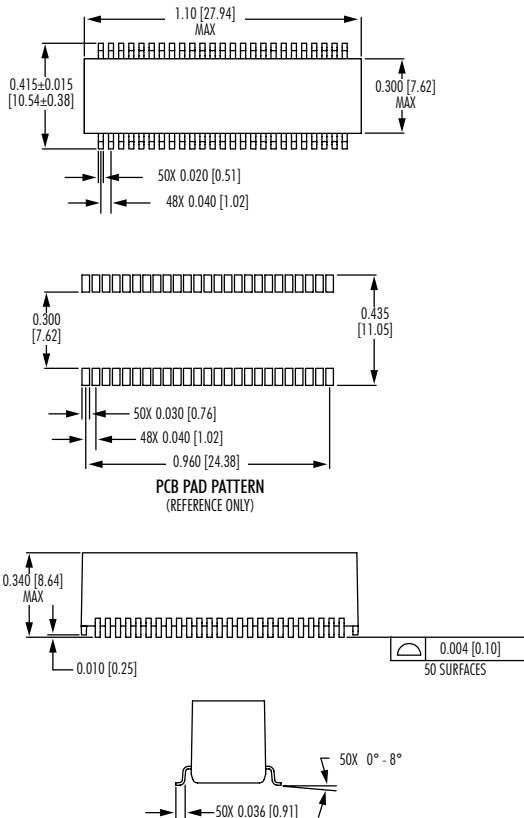 1.10 [27.94]
MAX
0.415±0.015
[10.54±0.38]
0.300 [7.62]
MAX
50X 0.020 [0.51]
48X 0.040 [1.02]
0.300
[7.62]
0.435
[11.05]
50X 0.030 [0.76]
48X 0.040 [1.02]
0.960 [24.38]
PCB PAD PATTERN
(REFERENCE ONLY)
0.340 [8.64]
MAX
0.010 [0.25]
0.004 [0.10]
50 SURFACES
50X 0° - 8°
50X 0.036 [0.91]